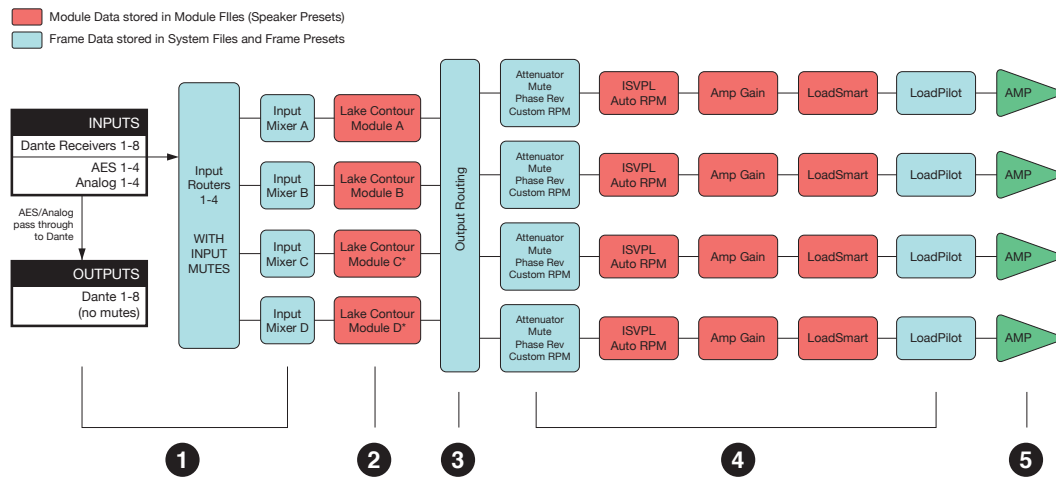 Module Data stored in Module FIles (Speaker Presets)
Frame Data stored in System Files and Frame Presets
INPUTS
Dante Receivers 1-8
AES 1-4
Analog 1-4
AES/Analog
pass through
to Dante
OUTPUTS
Dante 1-8
(no mutes)
Input
Routers
1-4
WITH
INPUT
MUTES
Input
Mixer A
Input
Mixer B
Input
Mixer C
Input
Mixer D
Lake Contour
Module A
Lake Contour
Module B
Lake Contour
Module C*
Lake Contour
Module D*
Output Routing
Attenuator
Mute
Phase Rev
Custom RPM
ISVPL
Auto RPM
Amp Gain
LoadSmart
LoadPilot
AMP
Attenuator
Mute
Phase Rev
Custom RPM
ISVPL
Auto RPM
Amp Gain
LoadSmart
LoadPilot
AMP
Attenuator
Mute
Phase Rev
Custom RPM
ISVPL
Auto RPM
Amp Gain
LoadSmart
LoadPilot
AMP
Attenuator
Mute
Phase Rev
Custom RPM
ISVPL
Auto RPM
Amp Gain
LoadSmart
LoadPilot
AMP
1
2
3
4
5